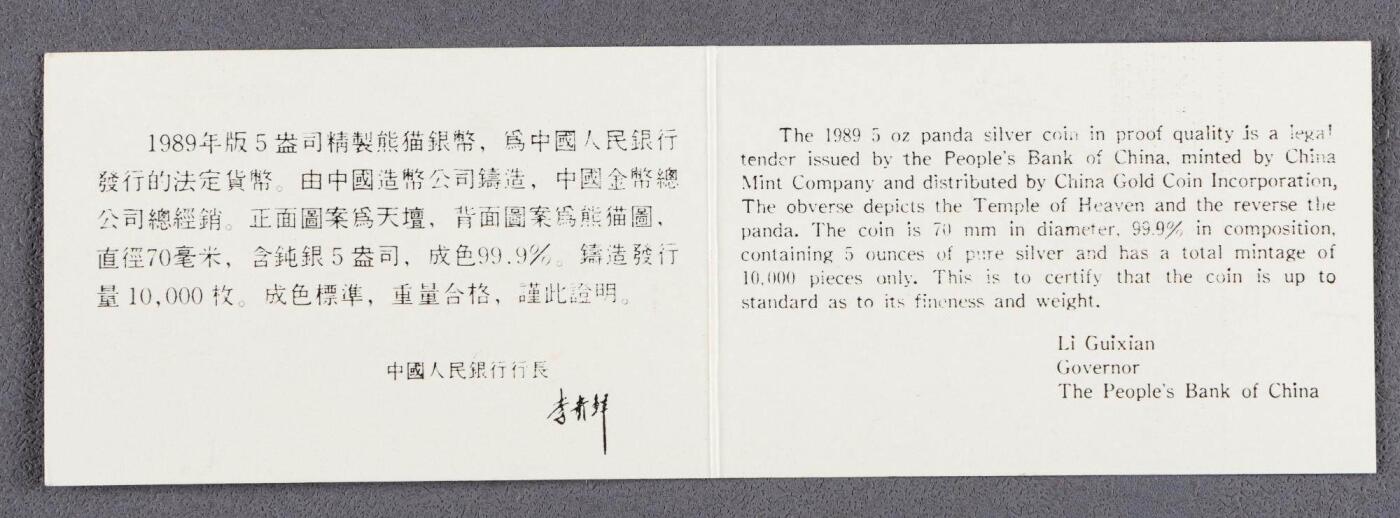 1989年版5盎司精製熊猫銀幣，爲中國人民銀行
發行的法定貨幣。由中國造幣公司鑄造，中國金幣總
公司總經銷。正面圖案爲天壇，背面圖案爲熊猫圖，
直徑70毫米，含純銀5盎司，成色99.9%。鑄造發行
量10,000枚。成色標準，重量合格，謹此證明。
中國人民銀行行長
李貴鮮
The 1989 5 oz panda silver coin in proof quality is a legal
tender issued by the People's Bank of China, minted by China
Mint Company and distributed by China Gold Coin Incorporation,
The obverse depicts the Temple of Heaven and the reverse the
panda. The coin is 70 mm in diameter, 99.9% in composition,
containing 5 ounces of pure silver and has a total mintage of
10,000 pieces only. This is to certify that the coin is up to
standard as to its fineness and weight.
Li Guixian
Governor
The People's Bank of China